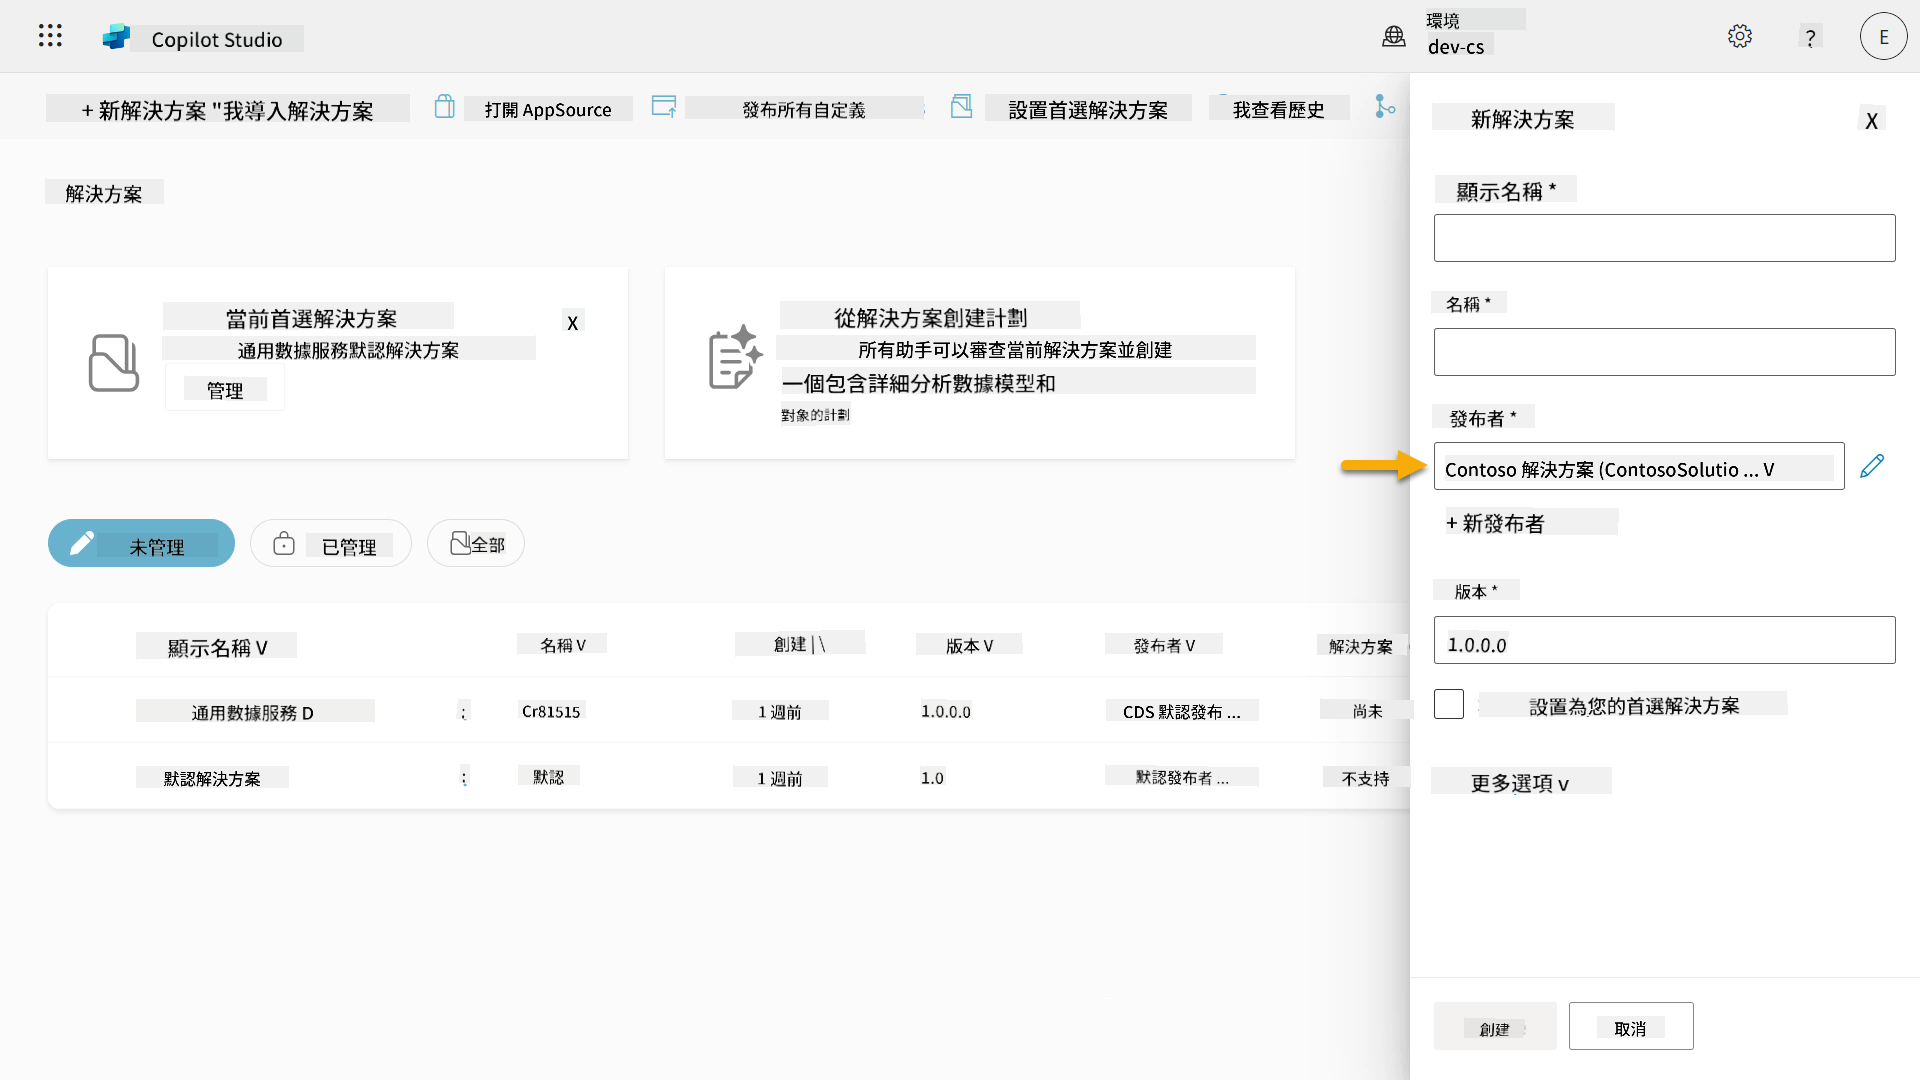 Copilot Studio
環境
dev-cs
?
E
+ 新解決方案 "我導入解決方案
打開 AppSource
發布所有自定義
設置首選解決方案
我查看歷史
解決方案
當前首選解決方案
X
通用數據服務默認解決方案
管理
從解決方案創建計劃
所有助手可以審查當前解決方案並創建
一個包含詳細分析數據模型和
對象的計劃
未管理
已管理
全部
顯示名稱 V
名稱 V
創建 | \
版本 V
發布者 V
解決方案
通用數據服務 D
:
Cr81515
1 週前
1.0.0.0
CDS 默認發布 ...
尚未
默認解決方案
:
默認
1 週前
1.0
默認發布者 ...
不支持
新解決方案
X
顯示名稱 *
名稱 *
發布者 *
Contoso 解決方案 (ContosoSolutio ... V
+ 新發布者
版本 *
1.0.0.0
設置為您的首選解決方案
更多選項 v
創建
取消